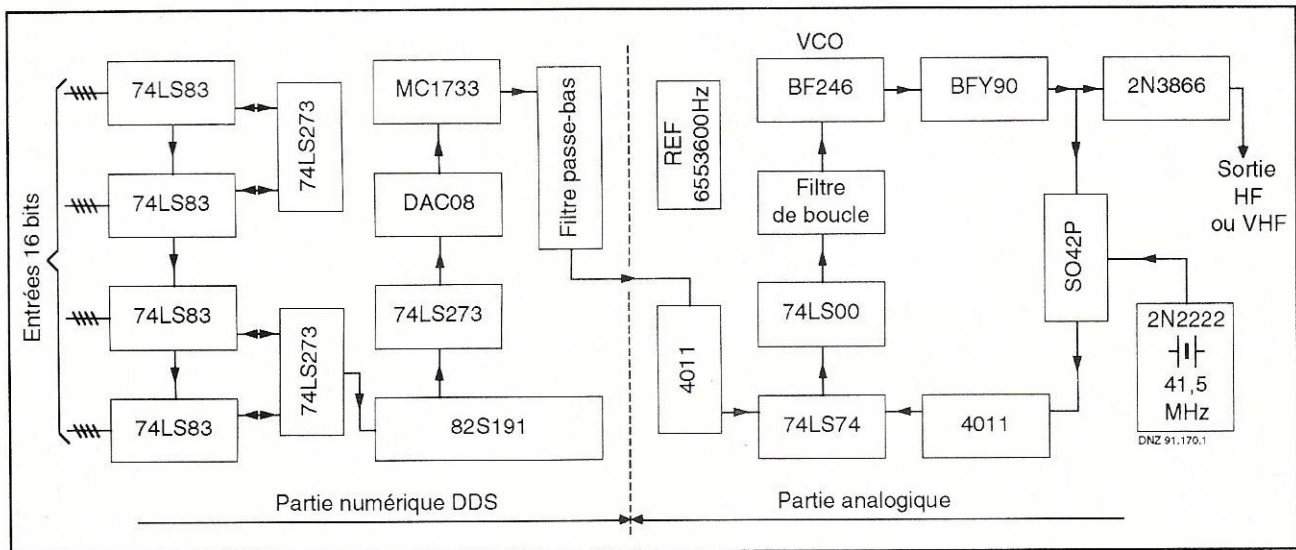 Entrées 16 bits
74LS83
74LS83
74LS83
74LS83
74LS273
74LS273
MC1733
DAC08
74LS273
82S191
Filtre passe-bas
Partie numérique DDS
REF
6553600Hz
4011
VCO
BF246
Filtre
de boucle
74LS00
74LS74
BFY90
4011
2N3866
Sortie
HF
ou VHF
SO42P
2N2222
41,5
MHz
DNZ 91.170.1
Partie analogique